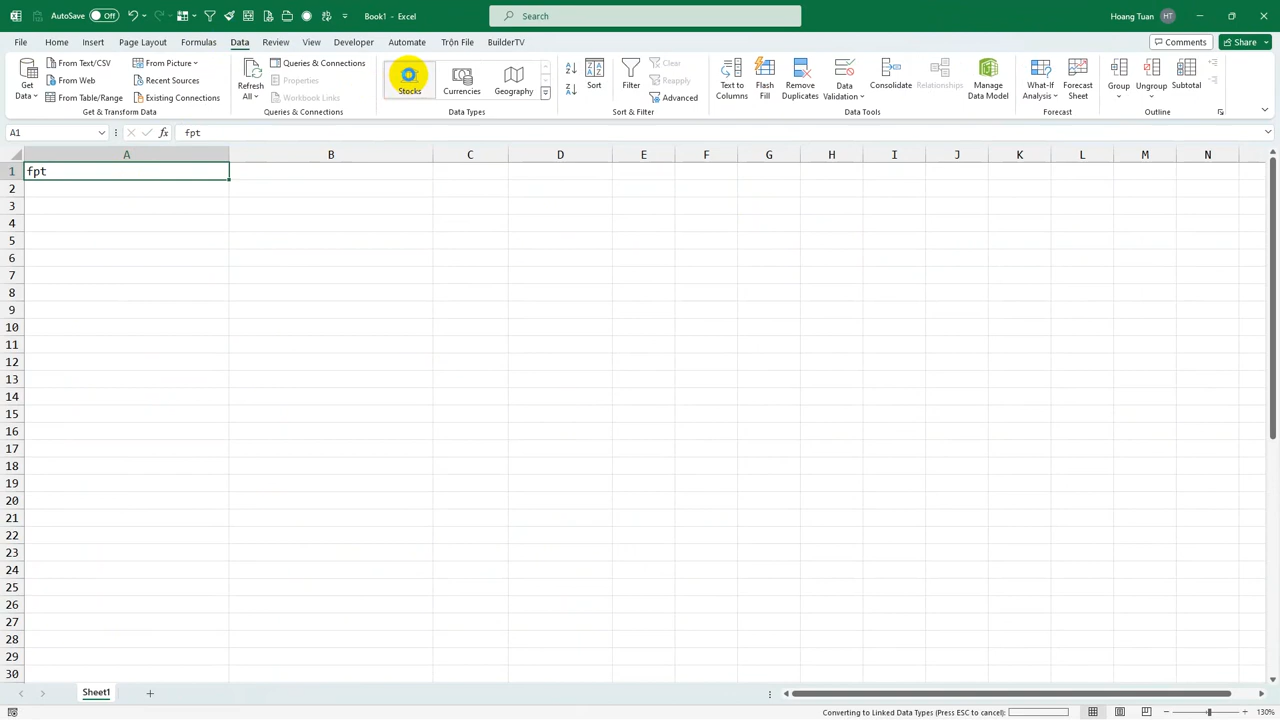 AutoSave Off Book1 - Excel Search Hoang Tuan HT
File Home Insert Page Layout Formulas Data Review View Developer Automate Trộn File BuilderTV Comments Share
Get Data From Text/CSV From Web From Table/Range From Picture Recent Sources Existing Connections
Refresh All Queries & Connections Properties Workbook Links
Stocks Currencies Geography
Sort Filter Clear Reapply Advanced
Text to Columns Flash Fill Remove Duplicates Data Validation Consolidate Relationships Manage Data Model
What-If Analysis Forecast Sheet Group Ungroup Subtotal
Get & Transform Data Queries & Connections Data Types Sort & Filter Data Tools Forecast Outline
A1 fx fpt
A B C D E F G H I J K L M N
1 fpt
2
3
4
5
6
7
8
9
10
11
12
13
14
15
16
17
18
19
20
21
22
23
24
25
26
27
28
29
30
Sheet1
Converting to Linked Data Types (Press ESC to cancel): 130%